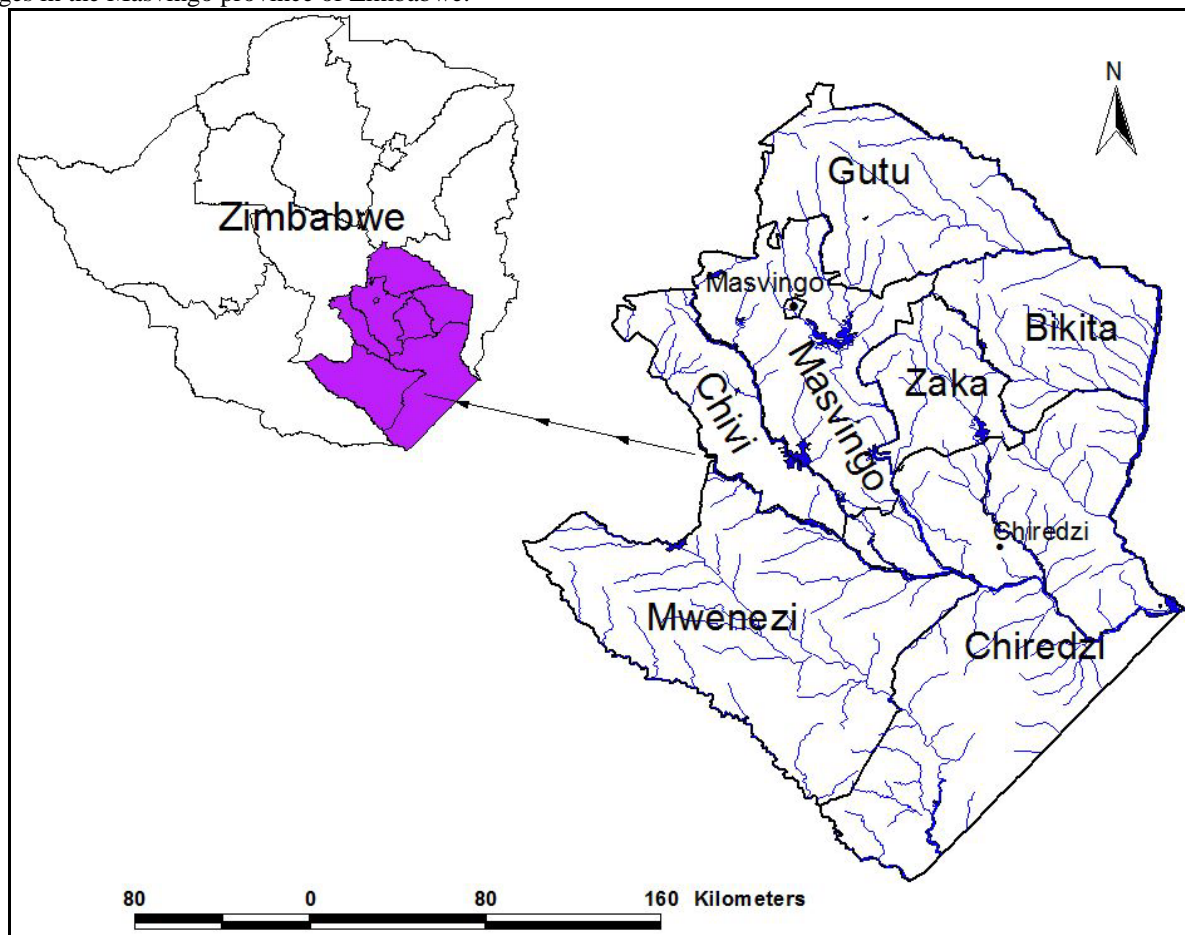 ges in the Masvingo province of Zimbabwe.
Zimbabwe
N
Gutu
Masvingo
Bikita
Masvingo
Zaka
Chivi
Chiredzi
Mwenezi
Chiredzi
80 0 80 160 Kilometers